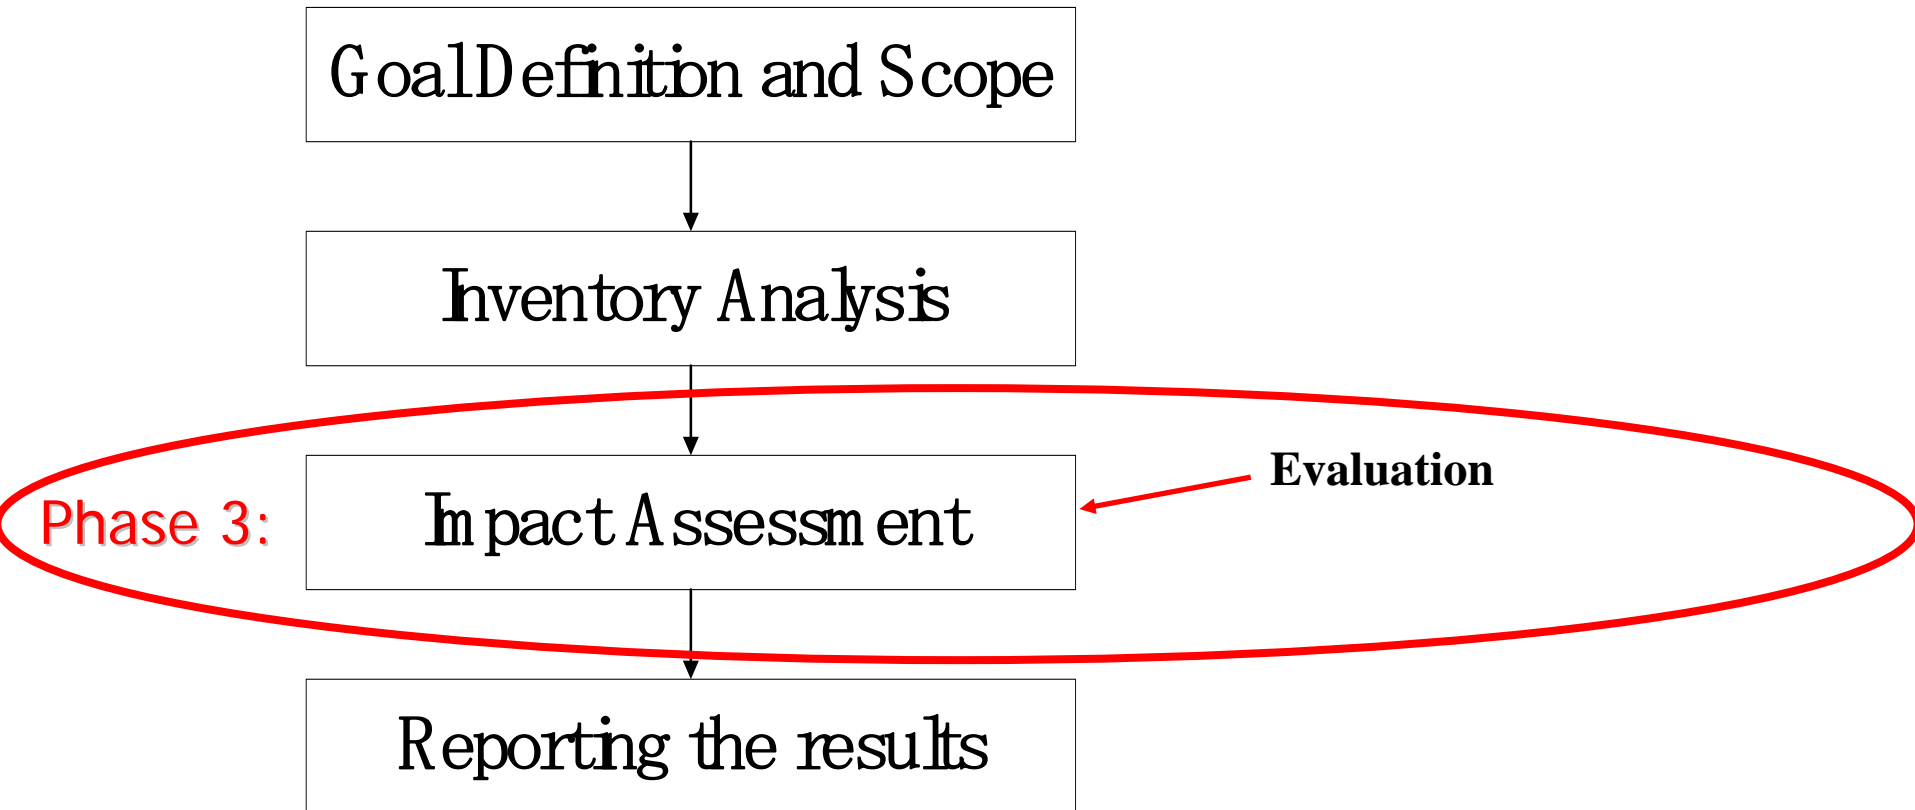 Goal Definition and Scope
Inventory Analysis
Evaluation
Phase 3:
Impact Assessment
Reporting the results